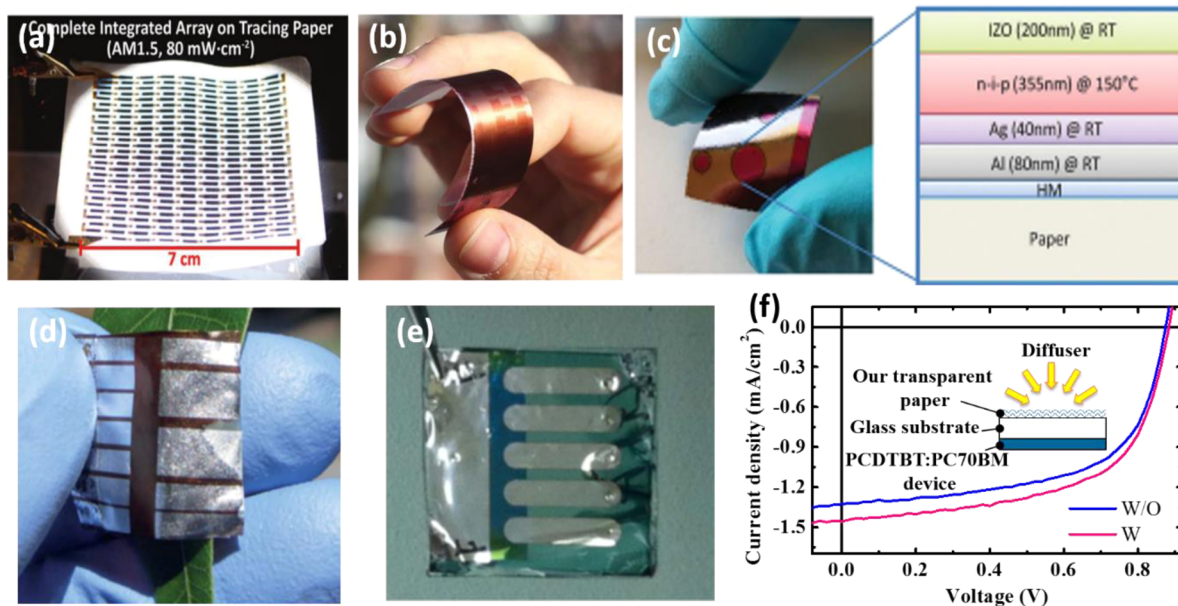 (a)
Complete Integrated Array on Tracing Paper
(AM1.5, 80 mW·cm-2)
7 cm
(b)
(c)
IZO (200nm) @ RT
n-i-p (355nm) @ 150°C
Ag (40nm) @ RT
Al (80nm) @ RT
HM
Paper
(d)
(e)
(f)
Current density (mA/cm2)
0.0
-0.3
-0.6
-0.9
-1.2
-1.5
Diffuser
Our transparent
paper
Glass substrate
PCDTBT:PC70BM
device
W/O
W
0.0
0.2
0.4
0.6
0.8
Voltage (V)